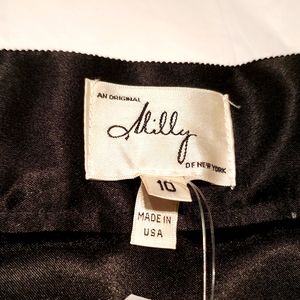 AN ORIGINAL
Milly
OF NEW YORK
10
MADE IN
USA